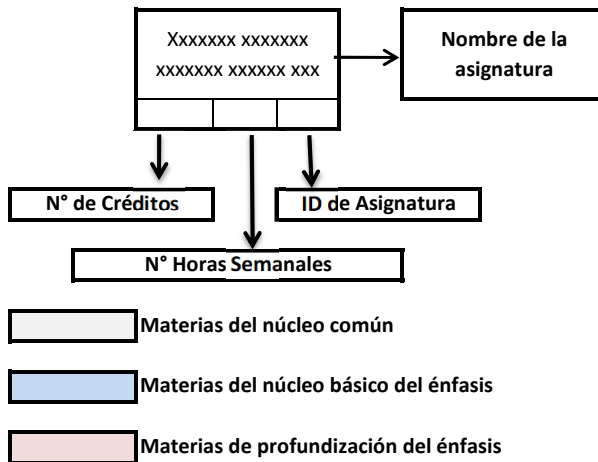 Xxxxxxx xxxxxxx
xxxxxxx xxxxxx xxx
Nombre de la
asignatura
N° de Créditos
ID de Asignatura
N° Horas Semanales
Materias del núcleo común
Materias del núcleo básico del énfasis
Materias de profundización del énfasis